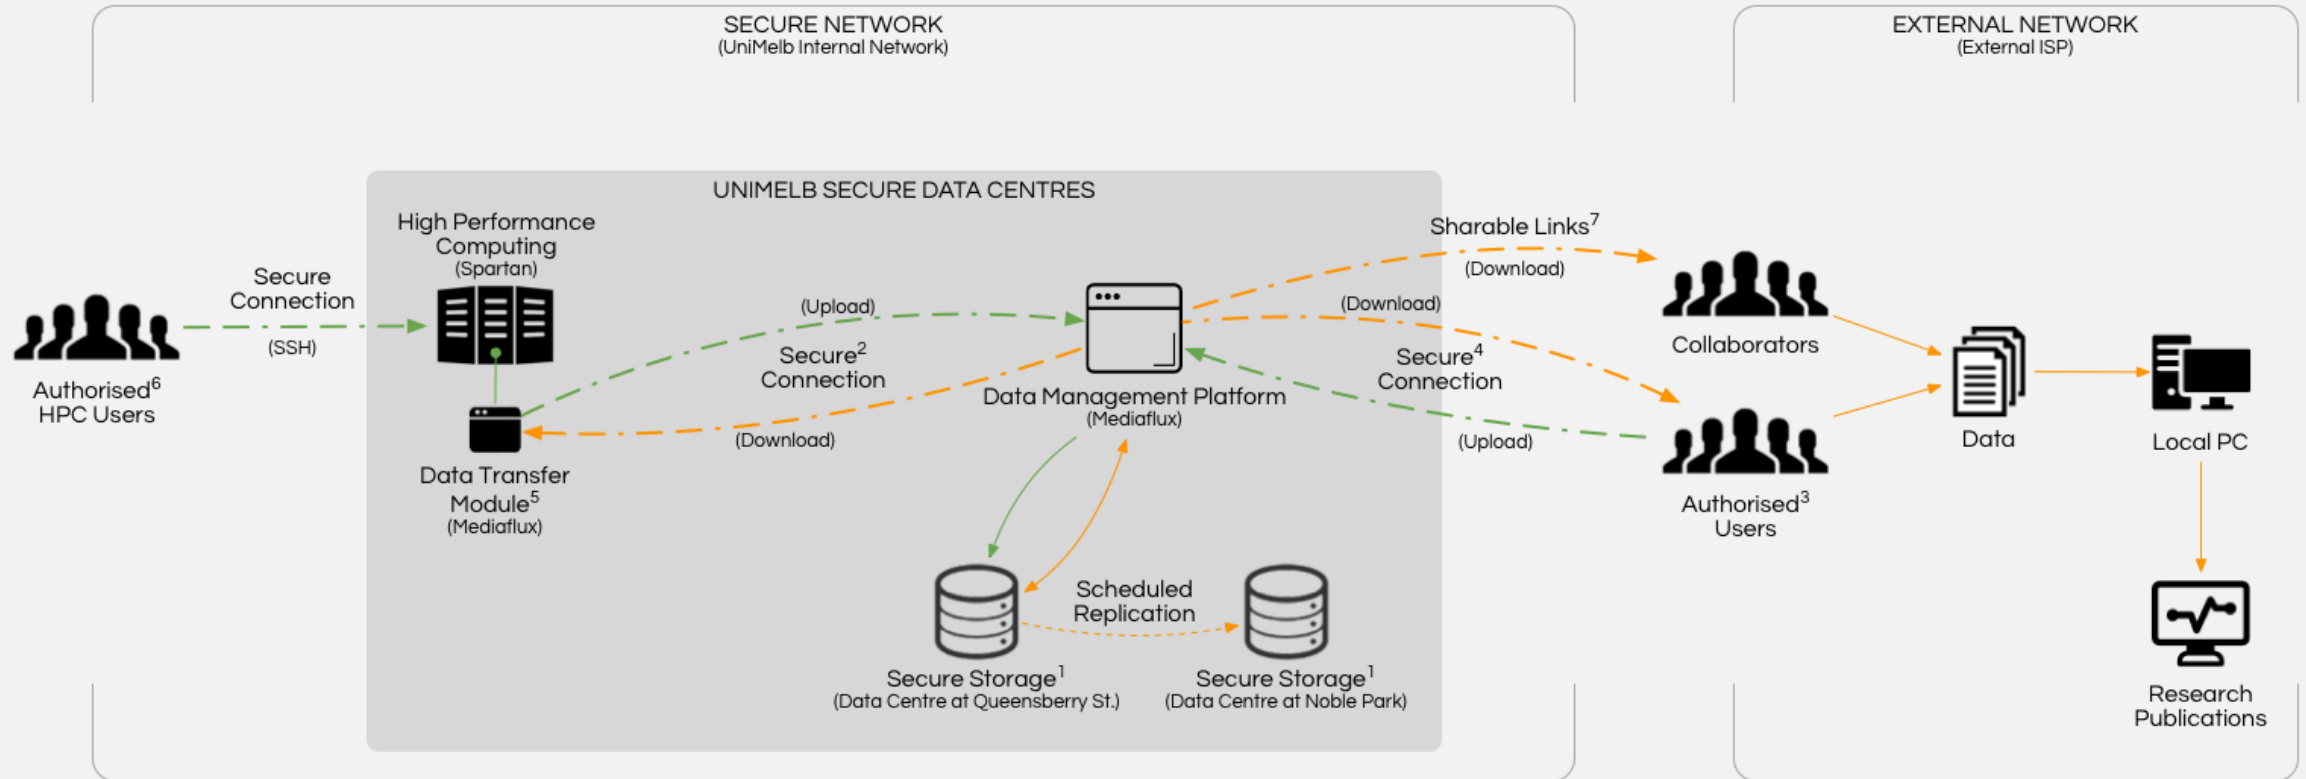 SECURE NETWORK
(UniMelb Internal Network)
EXTERNAL NETWORK
(External ISP)
UNIMELB SECURE DATA CENTRES
High Performance
Computing
(Spartan)
Secure
Connection
(SSH)
Authorised⁶
HPC Users
Data Transfer
Module⁵
(Mediaflux)
(Upload)
Secure²
Connection
(Download)
Data Management Platform
(Mediaflux)
Sharable Links⁷
(Download)
(Download)
Secure⁴
Connection
(Upload)
Collaborators
Authorised³
Users
Data
Local PC
Research
Publications
Scheduled
Replication
Secure Storage¹
(Data Centre at Queensberry St.)
Secure Storage¹
(Data Centre at Noble Park)